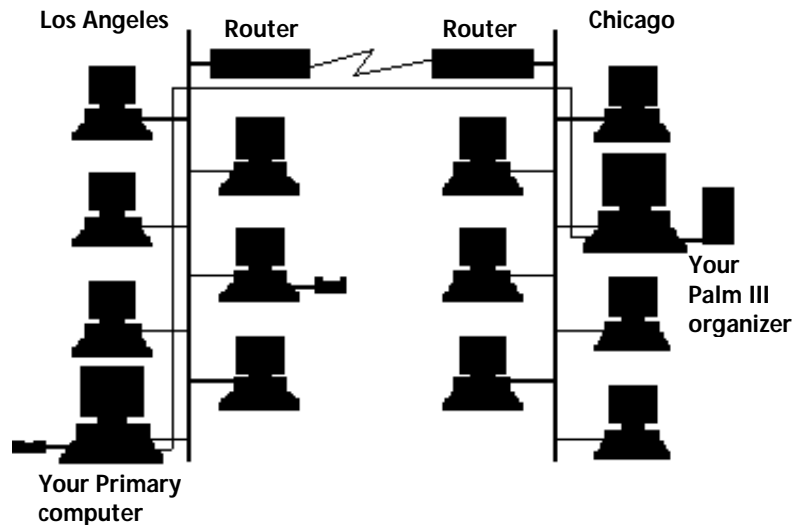 Los Angeles
Router
Router
Chicago
Your
Palm III
organizer
Your Primary
computer